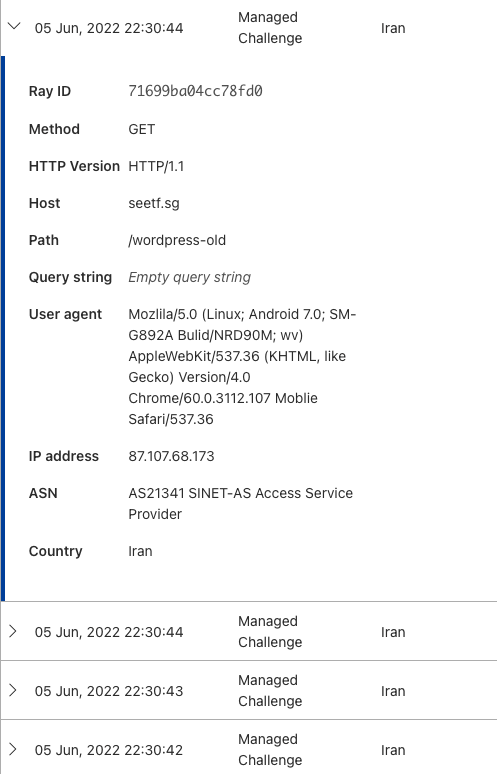 05 Jun, 2022 22:30:44 Managed Challenge Iran
Ray ID 71699ba04cc78fd0
Method GET
HTTP Version HTTP/1.1
Host seetf.sg
Path /wordpress-old
Query string Empty query string
User agent Mozlila/5.0 (Linux; Android 7.0; SM-
G892A Bulid/NRD90M; wv)
AppleWebKit/537.36 (KHTML, like
Gecko) Version/4.0
Chrome/60.0.3112.107 Moblie
Safari/537.36
IP address 87.107.68.173
ASN AS21341 SINET-AS Access Service
Provider
Country Iran
05 Jun, 2022 22:30:44 Managed Challenge Iran
05 Jun, 2022 22:30:43 Managed Challenge Iran
05 Jun, 2022 22:30:42 Managed Challenge Iran